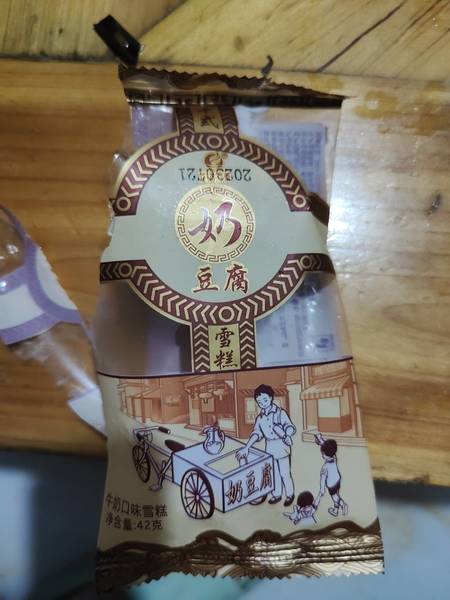 式
20230721
奶
豆腐
雪糕
奶豆腐
牛奶口味雪糕
净含量:42克